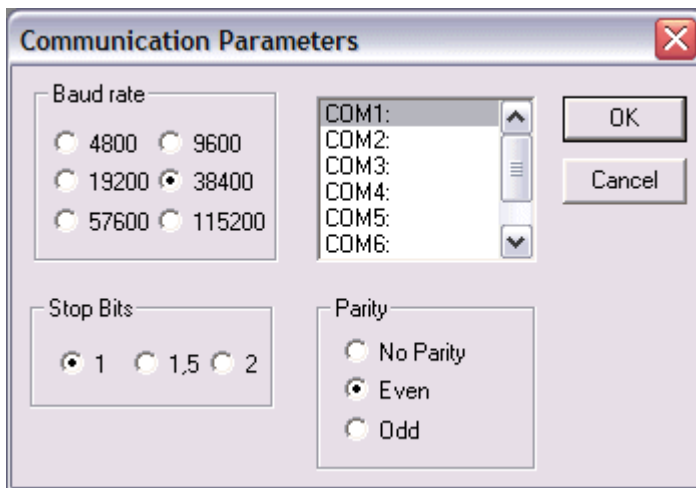 Communication Parameters
Baud rate
4800 9600
19200 38400
57600 115200
COM1:
COM2:
COM3:
COM4:
COM5:
COM6:
OK
Cancel
Stop Bits
1 1,5 2
Parity
No Parity
Even
Odd